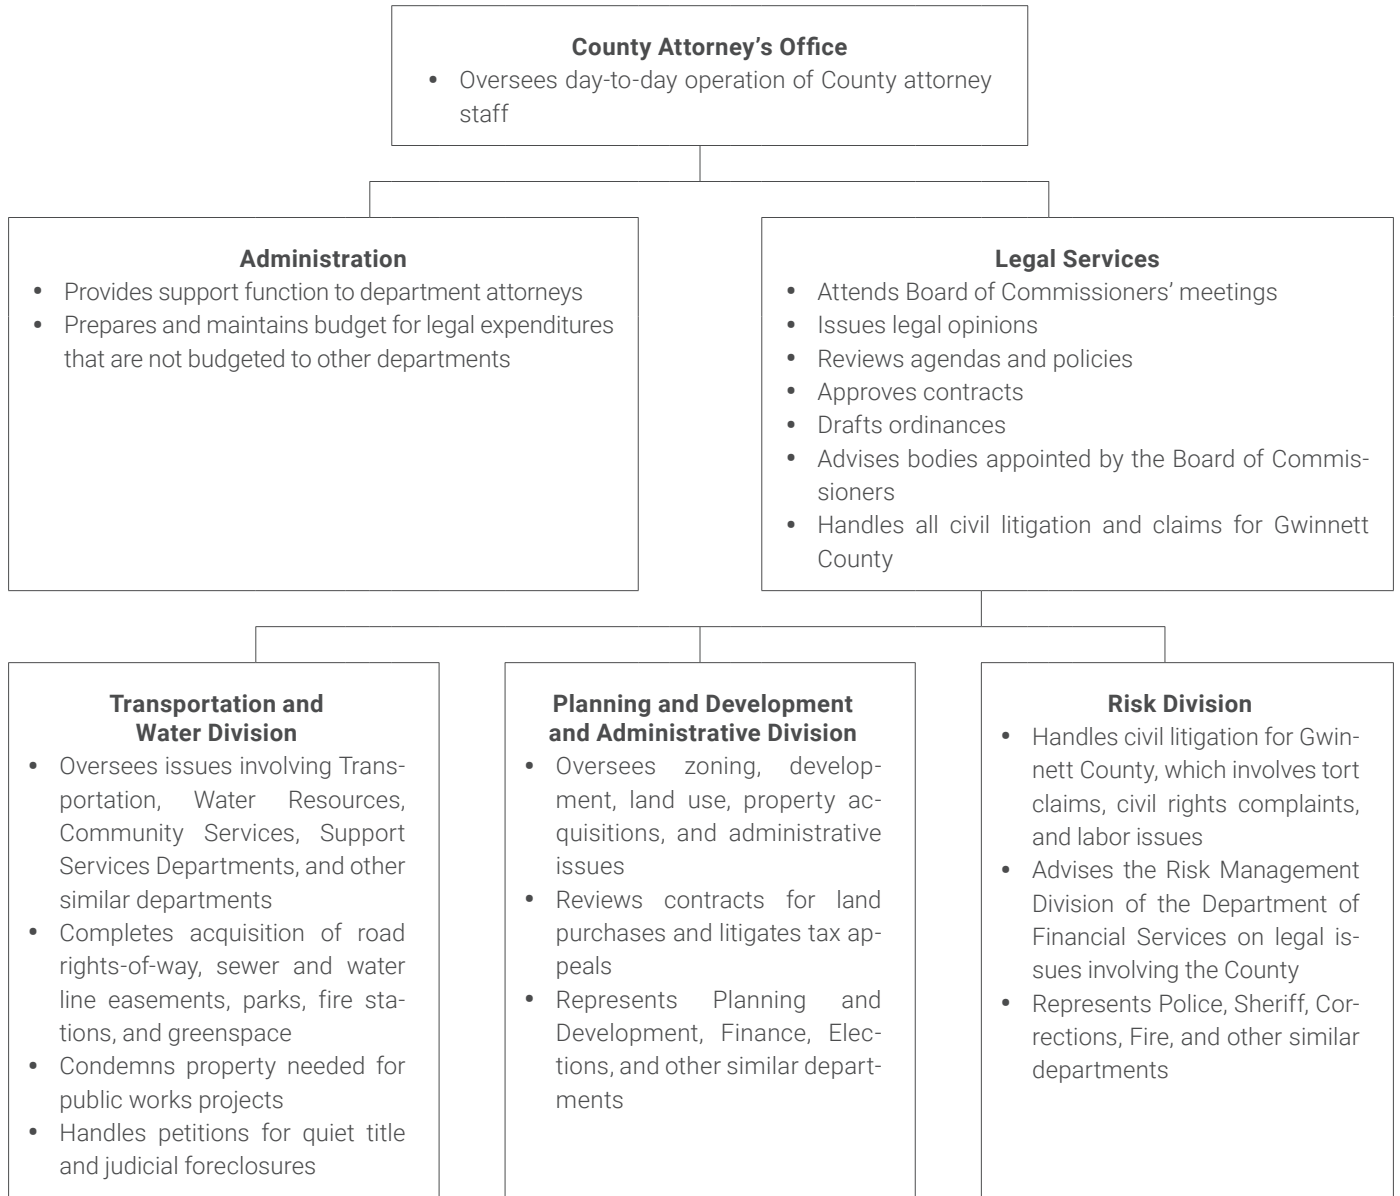 County Attorney’s Office
• Oversees day-to-day operation of County attorney
staff
Administration
• Provides support function to department attorneys
• Prepares and maintains budget for legal expenditures
that are not budgeted to other departments
Legal Services
• Attends Board of Commissioners’ meetings
• Issues legal opinions
• Reviews agendas and policies
• Approves contracts
• Drafts ordinances
• Advises bodies appointed by the Board of Commis-
sioners
• Handles all civil litigation and claims for Gwinnett
County
Transportation and
Water Division
• Oversees issues involving Trans-
portation, Water Resources,
Community Services, Support
Services Departments, and other
similar departments
• Completes acquisition of road
rights-of-way, sewer and water
line easements, parks, fire sta-
tions, and greenspace
• Condemns property needed for
public works projects
• Handles petitions for quiet title
and judicial foreclosures
Planning and Development
and Administrative Division
• Oversees zoning, develop-
ment, land use, property ac-
quisitions, and administrative
issues
• Reviews contracts for land
purchases and litigates tax ap-
peals
• Represents Planning and
Development, Finance, Elec-
tions, and other similar depart-
ments
Risk Division
• Handles civil litigation for Gwin-
nett County, which involves tort
claims, civil rights complaints,
and labor issues
• Advises the Risk Management
Division of the Department of
Financial Services on legal is-
sues involving the County
• Represents Police, Sheriff, Cor-
rections, Fire, and other similar
departments